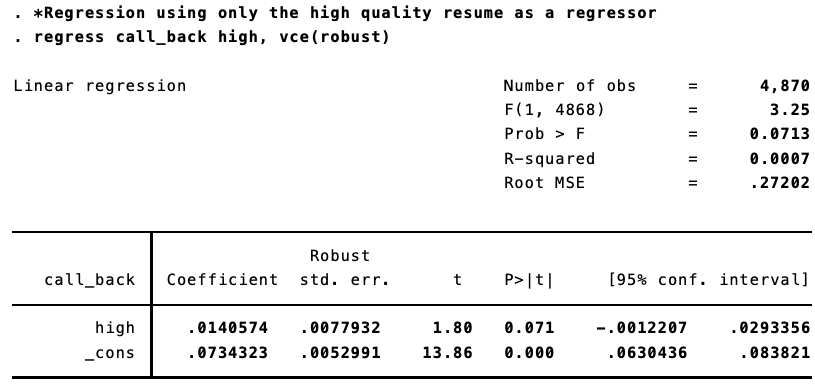 . *Regression using only the high quality resume as a regressor
. regress call_back high, vce(robust)
Linear regression Number of obs = 4,870
F(1, 4868) = 3.25
Prob > F = 0.0713
R-squared = 0.0007
Root MSE = .27202
Robust
call_back Coefficient std. err. t P>|t| [95% conf. interval]
high .0140574 .0077932 1.80 0.071 -.0012207 .0293356
_cons .0734323 .0052991 13.86 0.000 .0630436 .083821